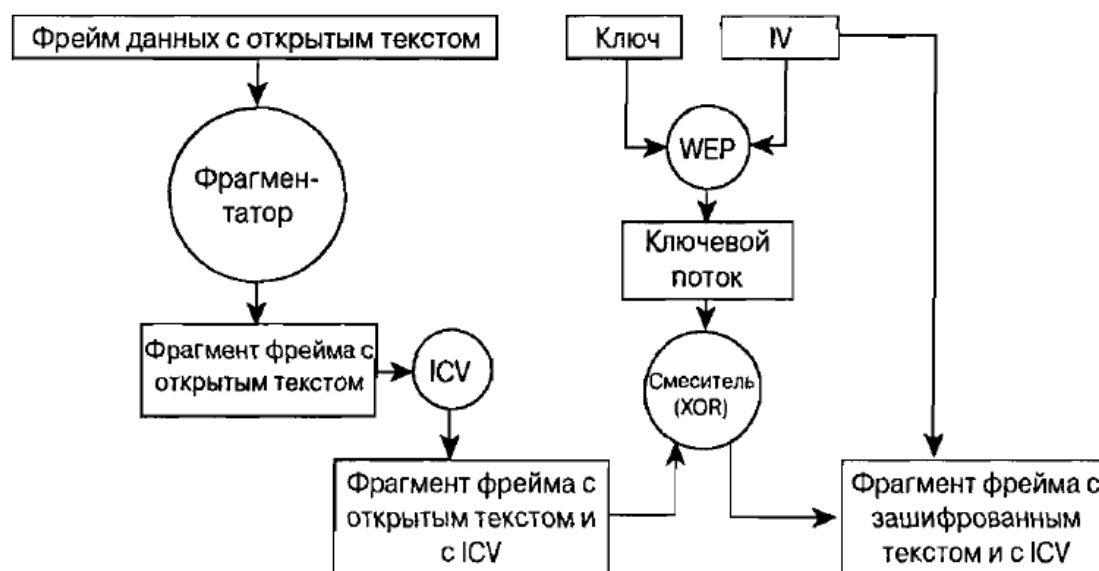 Фрейм данных с открытым текстом
Ключ
IV
WEP
Фрагмен-
татор
Ключевой
поток
Фрагмент фрейма с
открытым текстом
ICV
Смеситель
(XOR)
Фрагмент фрейма с
открытым текстом и
с ICV
Фрагмент фрейма с
зашифрованным
текстом и с ICV